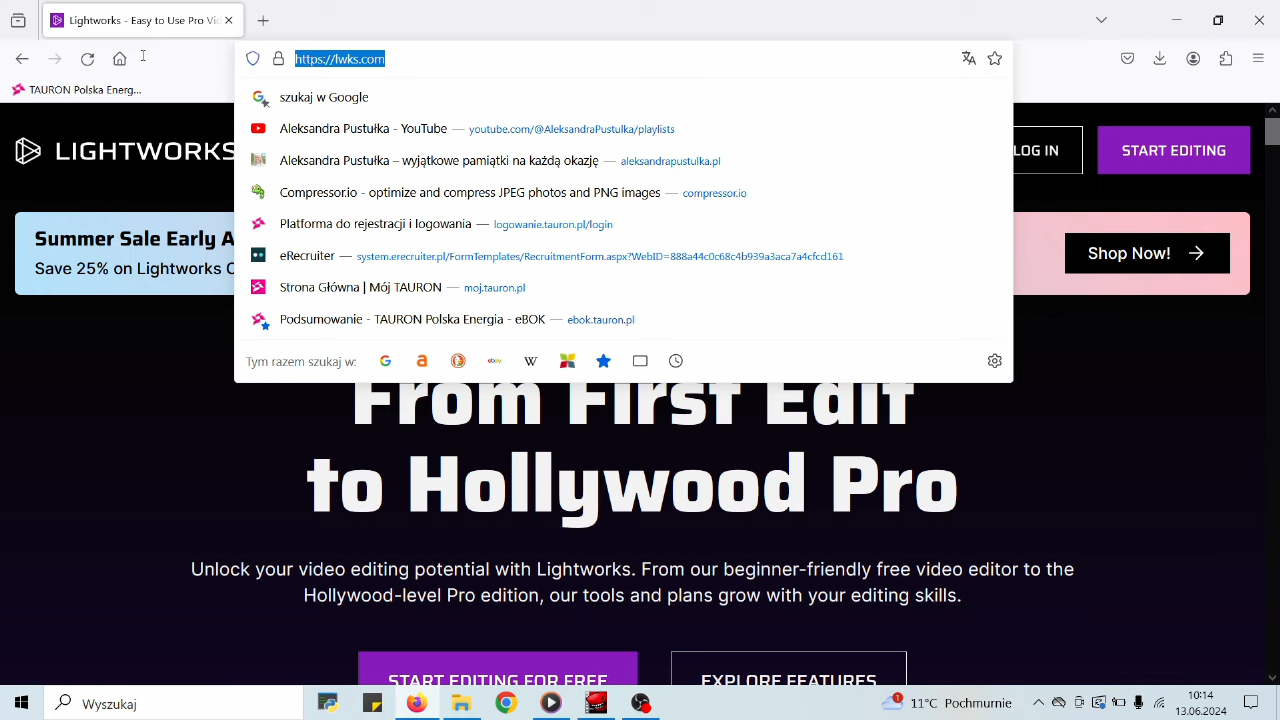 Lightworks - Easy to Use Pro Vi
https://lwks.com
TAURON Polska Energ...
szukaj w Google
Aleksandra Pustułka - YouTube — youtube.com/@AleksandraPustulka/playlists
Aleksandra Pustułka – wyjątkowe pamiątki na każdą okazję — aleksandrapustulka.pl
Compressor.io - optimize and compress JPEG photos and PNG images — compressor.io
Platforma do rejestracji i logowania — logowanie.tauron.pl/login
eRecruiter — system.erecruiter.pl/FormTemplates/RecruitmentForm.aspx?WebID=888a44c0c68c4b939a3aca7a4cfcd161
Strona Główna | Mój TAURON — moj.tauron.pl
Podsumowanie - TAURON Polska Energia - eBOK — ebok.tauron.pl
Tym razem szukaj w:
LIGHTWORKS
LOG IN
START EDITING
Summer Sale Early A
Save 25% on Lightworks
Shop Now!
From First Edit
to Hollywood Pro
Unlock your video editing potential with Lightworks. From our beginner-friendly free video editor to the
Hollywood-level Pro edition, our tools and plans grow with your editing skills.
START EDITING FOR FREE
EXPLORE FEATURES
Wyszukaj
1
11°C Pochmurnie
10:14
13.06.2024